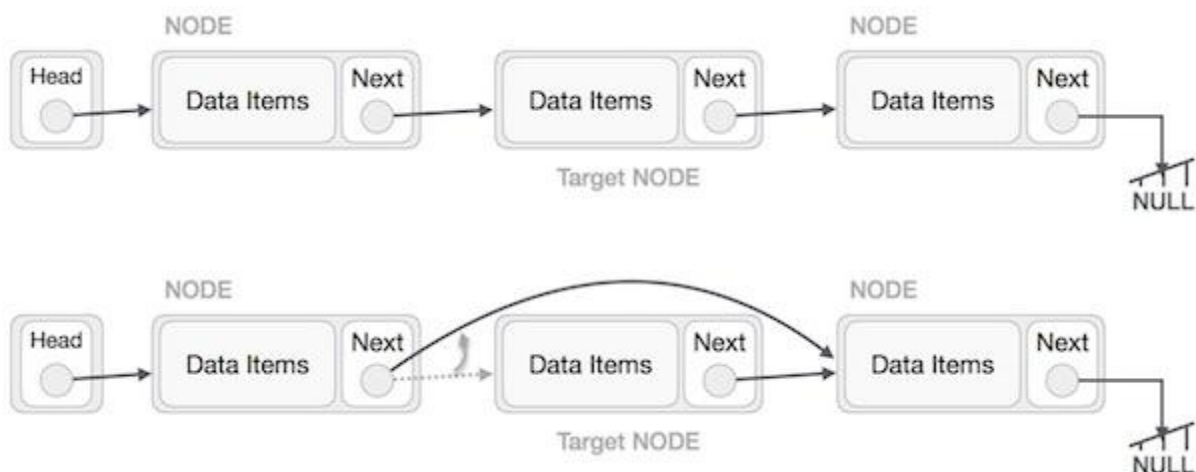 NODE NODE
Head Data Items Next Data Items Next Data Items Next
Target NODE
NULL
NODE NODE
Head Data Items Next Data Items Next Data Items Next
Target NODE
NULL